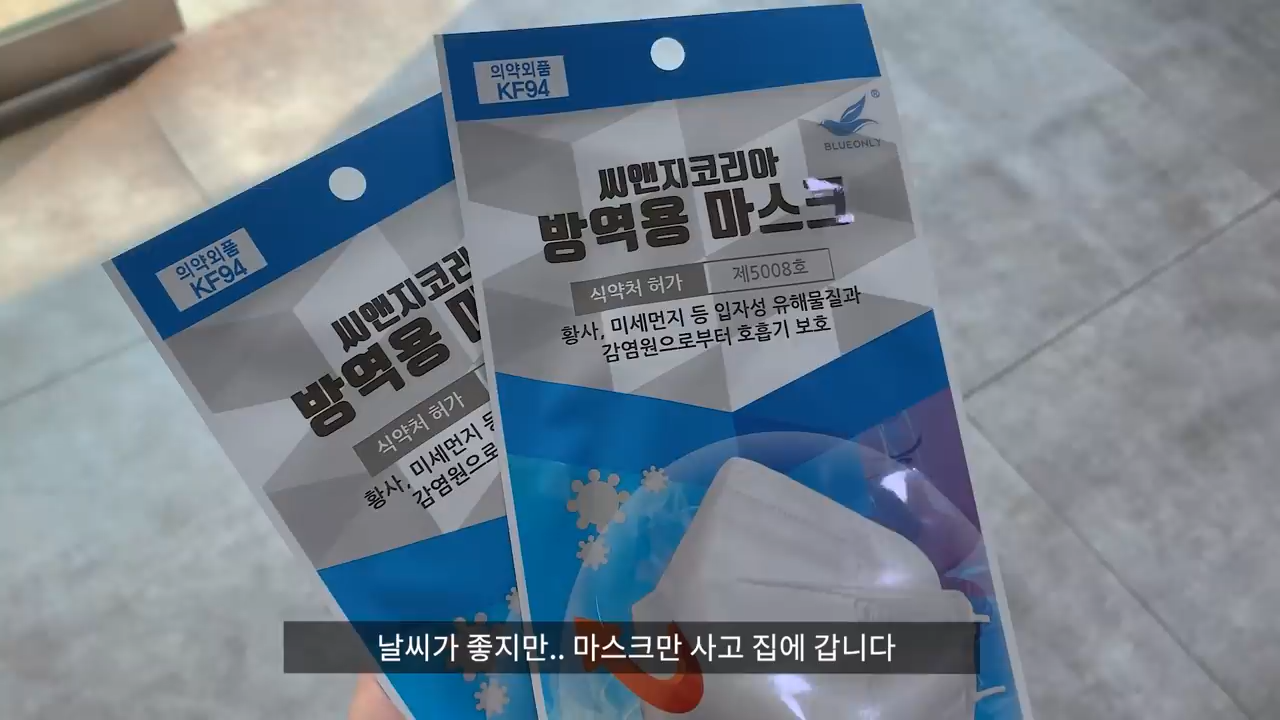 의약외품
KF94
BLUEONLY
씨앤지코리아
방역용 마스크
식약처 허가 제5008호
황사, 미세먼지 등 입자성 유해물질과
감염원으로부터 호흡기 보호
의약외품
KF94
씨앤지코리
방역용
식약처 허가
황사, 미세먼지 등
감염원으로
날씨가 좋지만.. 마스크만 사고 집에 갑니다